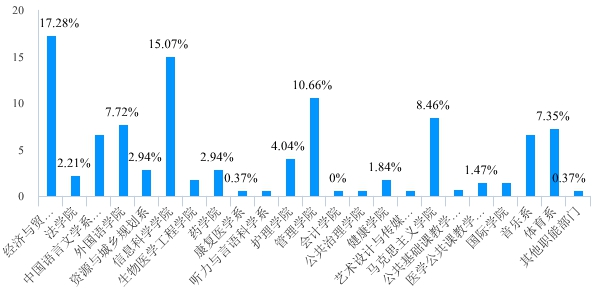 20
15
10
5
0
17.28%
2.21%
7.72%
2.94%
15.07%
2.94%
0.37%
4.04%
10.66%
0%
1.84%
8.46%
1.47%
7.35%
0.37%
经济与贸…
法学院
中国语言文学系…
外国语学院
资源与城乡规划系
信息科学学院
生物医学工程学院
药学院
康复医学系
听力与言语科学系
护理学院
管理学院
会计学院
公共治理学院
健康学院
艺术设计与传媒…
马克思主义学院
公共基础课教学…
医学公共课教学…
国际学院
音乐系
体育系
其他职能部门